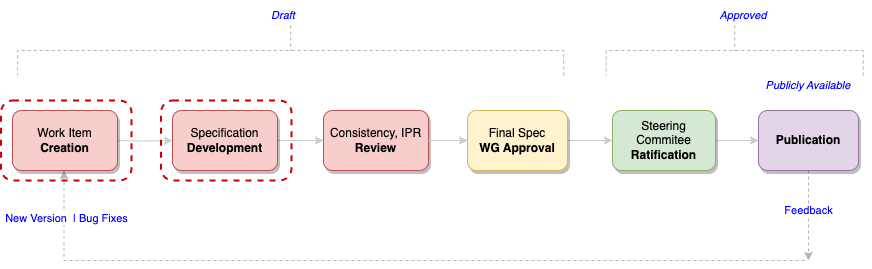 Draft
Approved
Publicly Available
Work Item
Creation
Specification
Development
Consistency, IPR
Review
Final Spec
WG Approval
Steering
Commitee
Ratification
Publication
New Version | Bug Fixes
Feedback